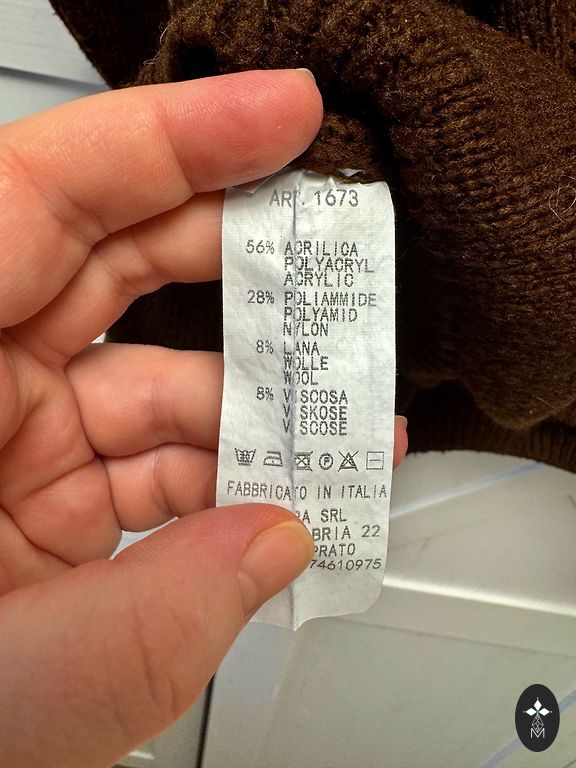 ART. 1673
56% ACRILICA
POLYACRYL
ACRYLIC
28% POLIAMMIDE
POLYAMID
NYLON
8% LANA
WOLLE
WOOL
8% VISCOSA
VISKOSE
VISCOSE
P
FABBRICATO IN ITALIA
SRL
22
PRATO
74610975
M